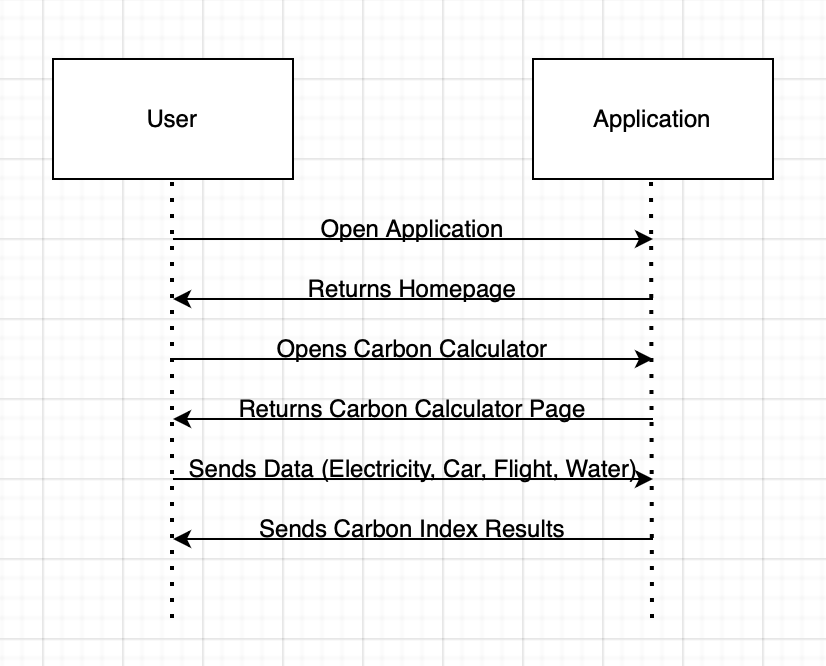 User
Application
Open Application
Returns Homepage
Opens Carbon Calculator
Returns Carbon Calculator Page
Sends Data (Electricity, Car, Flight, Water)
Sends Carbon Index Results